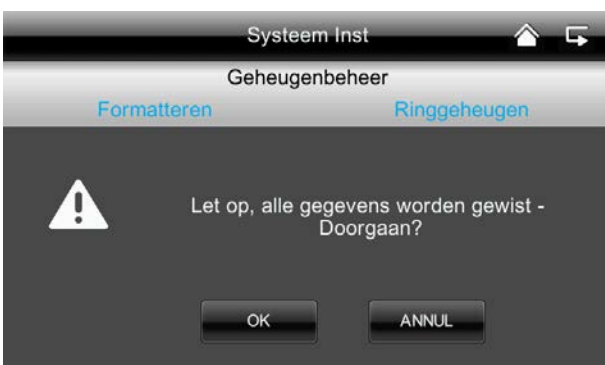 Systeem Inst
Geheugenbeheer
Formatteren Ringgeheugen
Let op, alle gegevens worden gewist -
Doorgaan?
OK ANNUL